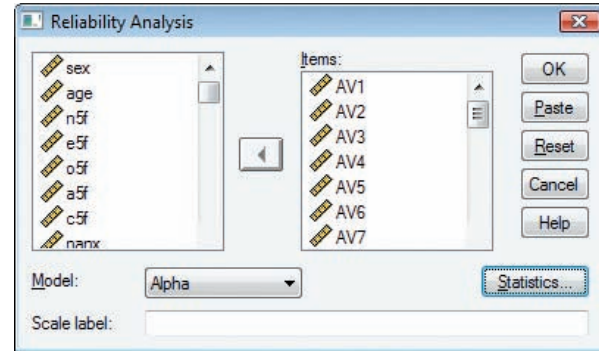 Reliability Analysis
sex
age
n5f
e5f
o5f
a5f
c5f
nanx
Items:
AV1
AV2
AV3
AV4
AV5
AV6
AV7
OK
Paste
Reset
Cancel
Help
Model:
Alpha
Statistics...
Scale label: